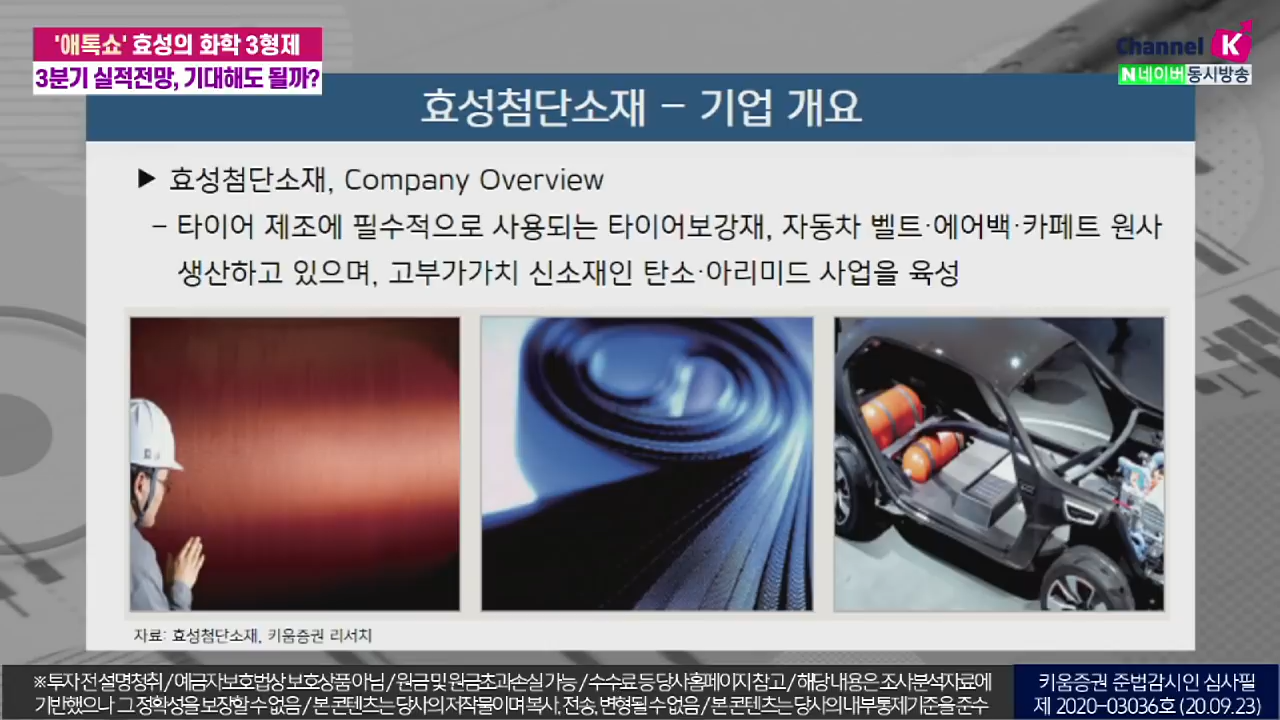 '애톡쇼' 효성의 화학 3형제
3분기 실적전망, 기대해도 될까?
Channel K
N 네이버 동시방송
효성첨단소재 – 기업 개요
▶ 효성첨단소재, Company Overview
– 타이어 제조에 필수적으로 사용되는 타이어보강재, 자동차 벨트·에어백·카페트 원사
생산하고 있으며, 고부가가치 신소재인 탄소·아리미드 사업을 육성
자료: 효성첨단소재, 키움증권 리서치
※ 투자 전 설명청취 / 예금자보호법상 보호상품 아님 / 원금 및 원금초과손실 가능 / 수수료 등 당사 홈페이지 참고 / 해당 내용은 조사분석자료에
기반했으나 그 정확성을 보장할 수 없음 / 본 콘텐츠는 당사의 저작물이며 복사, 전송, 변형될 수 없음 / 본 콘텐츠는 당사의 내부통제기준을 준수
키움증권 준법감시인 심사필
제 2020-03036호 (20.09.23)